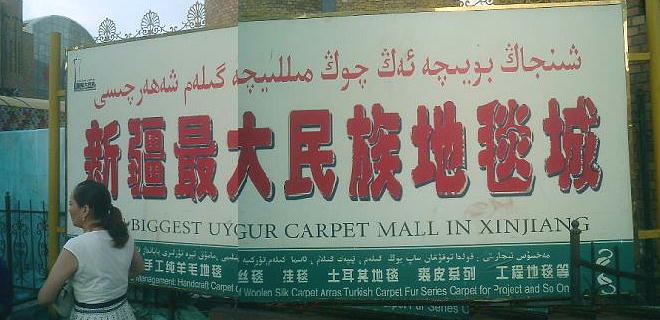 شىنجاڭ بويىچە ئەڭ چوڭ مىللىيچە گىلەم شەھەرچىسى
新疆最大民族地毯城
BIGGEST UYGUR CARPET MALL IN XINJIANG
手工纯羊毛地毯 丝毯 挂毯 土耳其地毯 裘皮系列 工程地毯等
Management: Handcraft Carpet of Woolen Silk Carpet Arras Turkish Carpet Fur Series Carpet for Project and So On